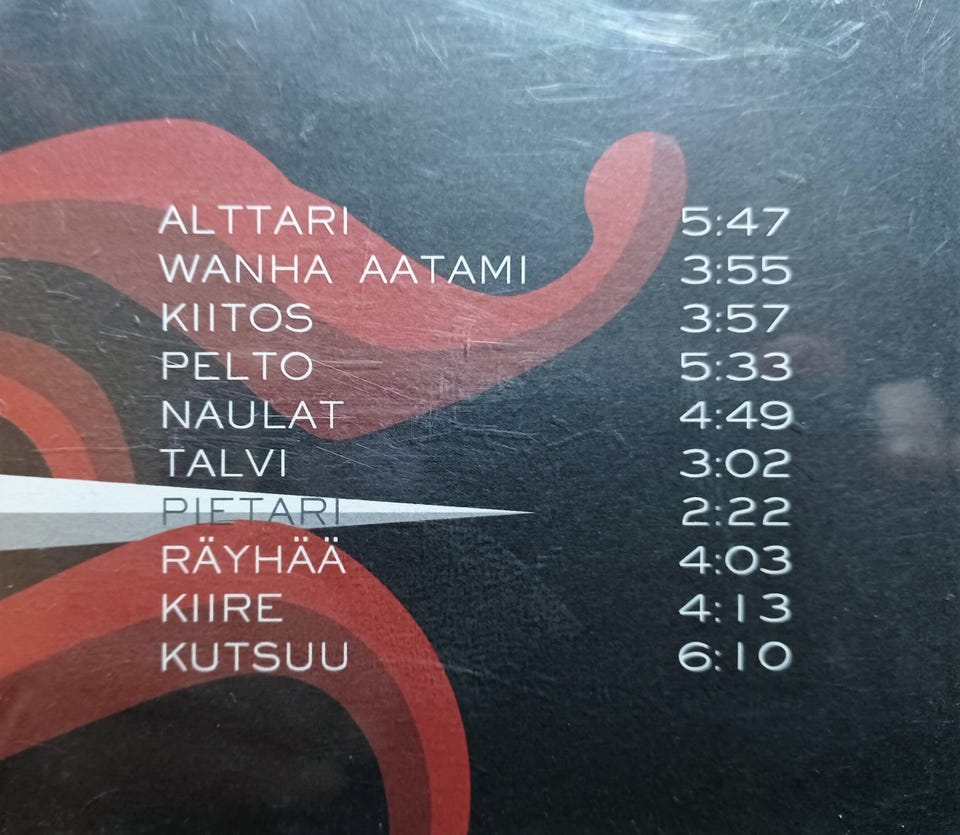 ALTTARI 5:47
WANHA AATAMI 3:55
KIITOS 3:57
PELTO 5:33
NAULAT 4:49
TALVI 3:02
PIETARI 2:22
RÄYHÄÄ 4:03
KIIRE 4:13
KUTSUU 6:10